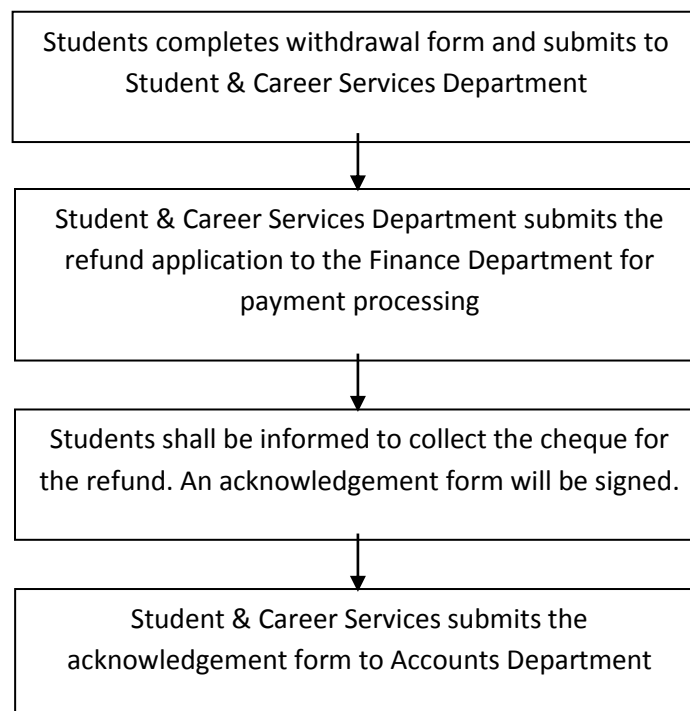 Students completes withdrawal form and submits to
Student & Career Services Department
Student & Career Services Department submits the
refund application to the Finance Department for
payment processing
Students shall be informed to collect the cheque for
the refund. An acknowledgement form will be signed.
Student & Career Services submits the
acknowledgement form to Accounts Department